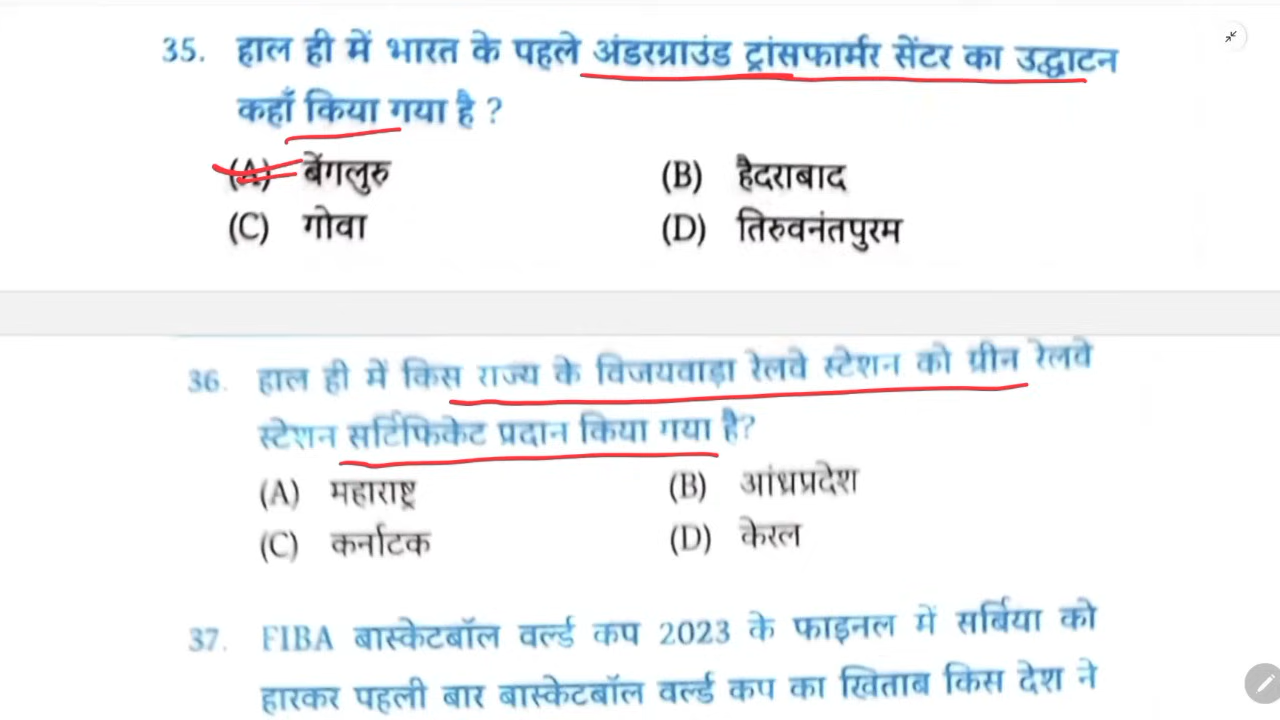 35. हाल ही में भारत के पहले अंडरग्राउंड ट्रांसफार्मर सेंटर का उद्घाटन
कहाँ किया गया है ?
(A) बेंगलुरु (B) हैदराबाद
(C) गोवा (D) तिरुवनंतपुरम
36. हाल ही में किस राज्य के विजयवाड़ा रेलवे स्टेशन को ग्रीन रेलवे
स्टेशन सर्टिफिकेट प्रदान किया गया है?
(A) महाराष्ट्र (B) आंध्रप्रदेश
(C) कर्नाटक (D) केरल
37. FIBA बास्केटबॉल वर्ल्ड कप 2023 के फाइनल में सर्बिया को
हारकर पहली बार बास्केटबॉल वर्ल्ड कप का खिताब किस देश ने